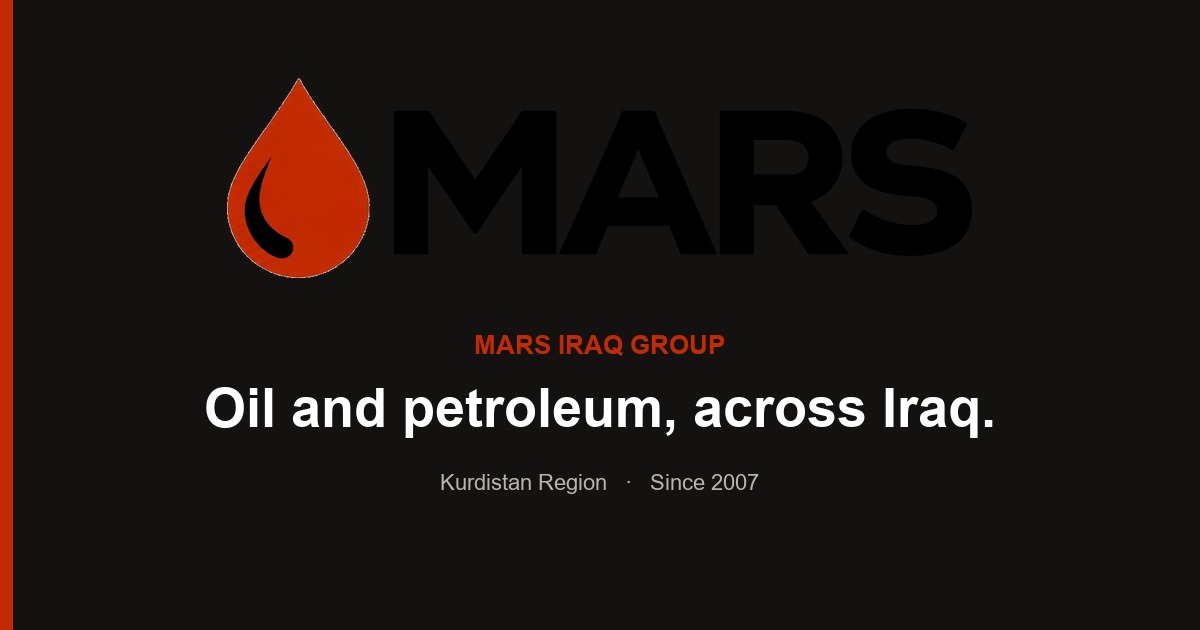 MARS
MARS IRAQ GROUP
Oil and petroleum, across Iraq.
Kurdistan Region · Since 2007